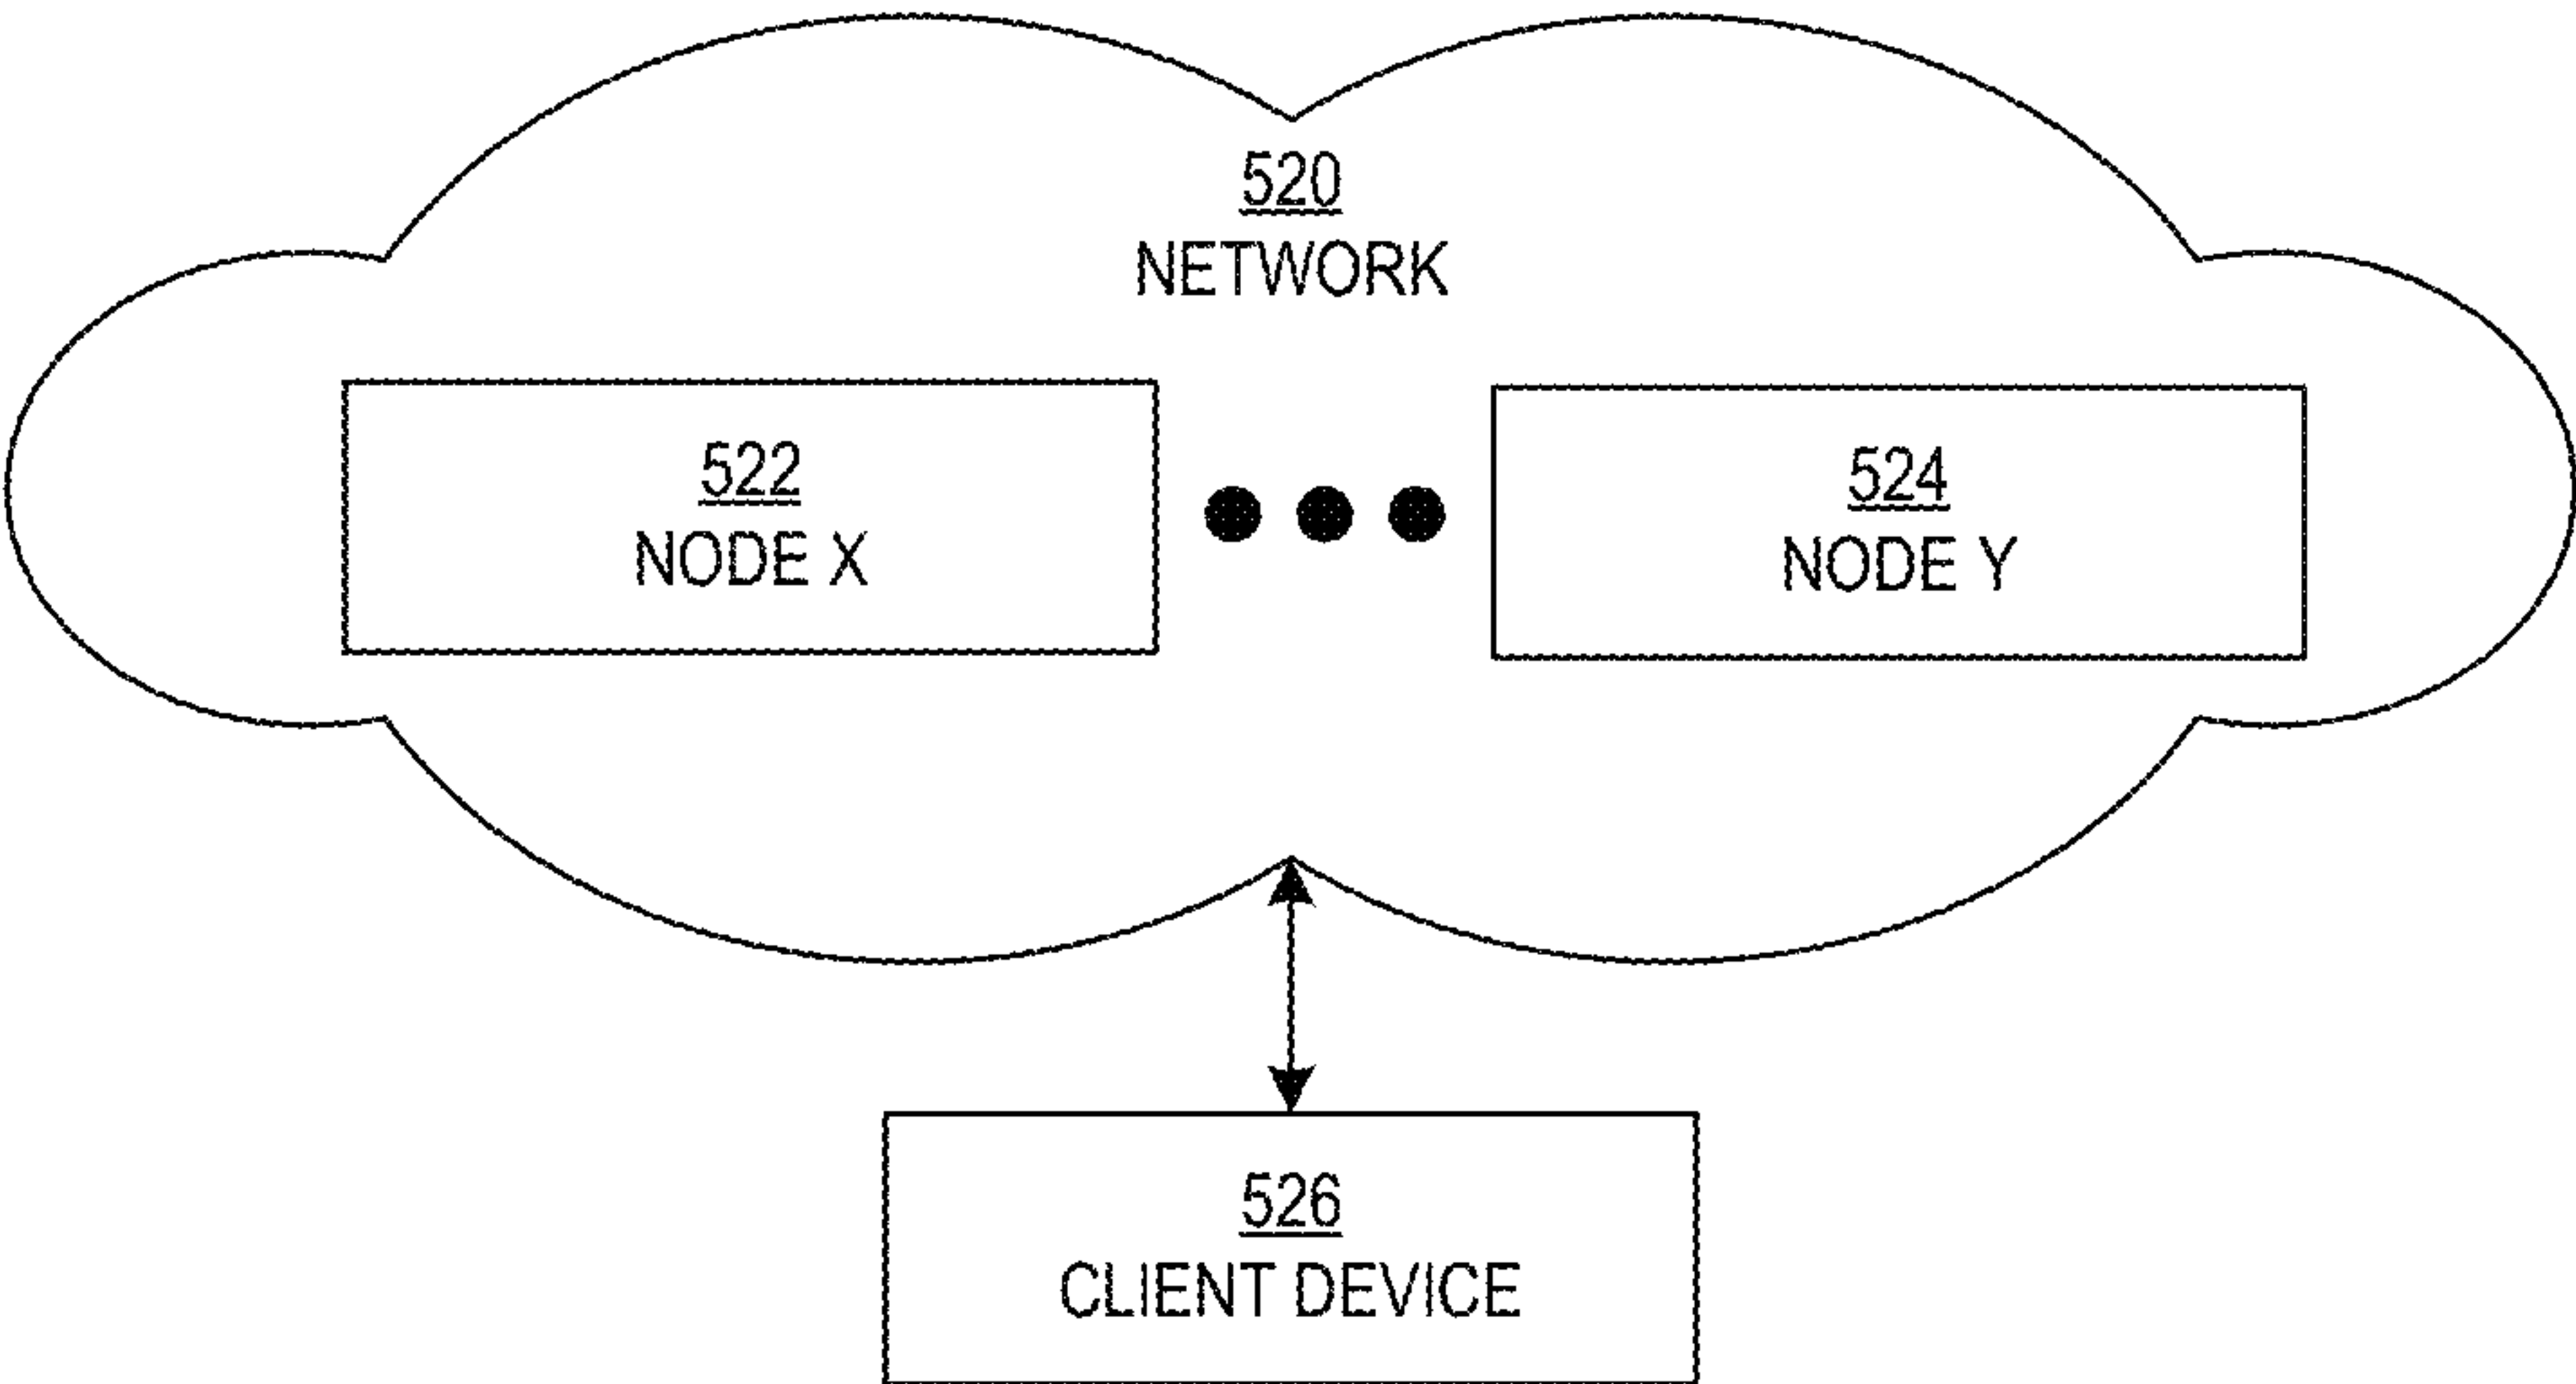 520
NETWORK
522
NODE X
524
NODE Y
526
CLIENT DEVICE